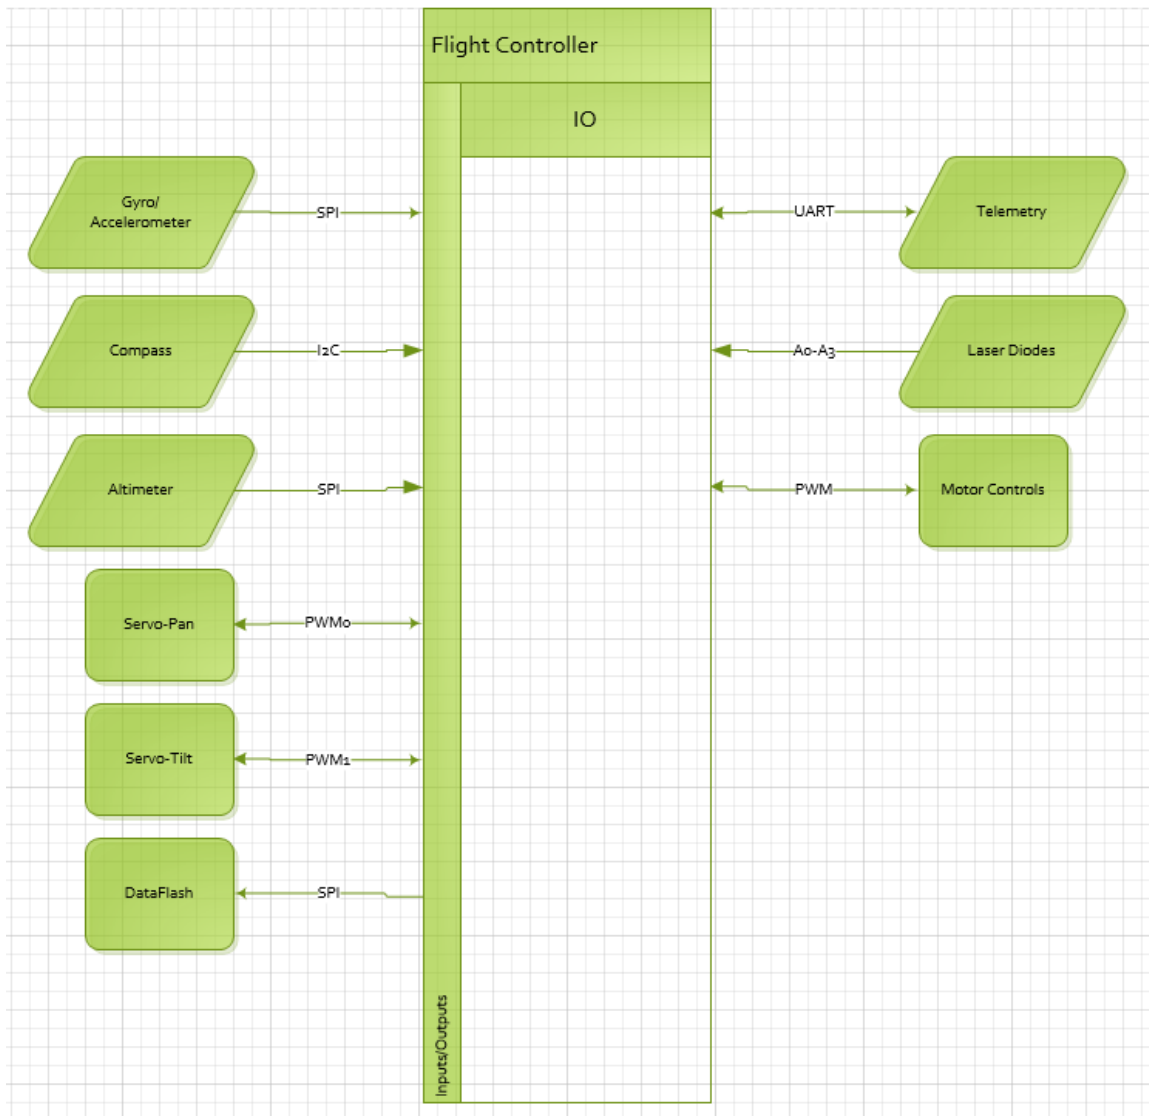 Flight Controller
IO
Gyro/
Accelerometer
SPI
UART
Telemetry
Compass
I2C
A0-A3
Laser Diodes
Altimeter
SPI
PWM
Motor Controls
Servo-Pan
PWM0
Servo-Tilt
PWM1
DataFlash
SPI
Inputs/Outputs